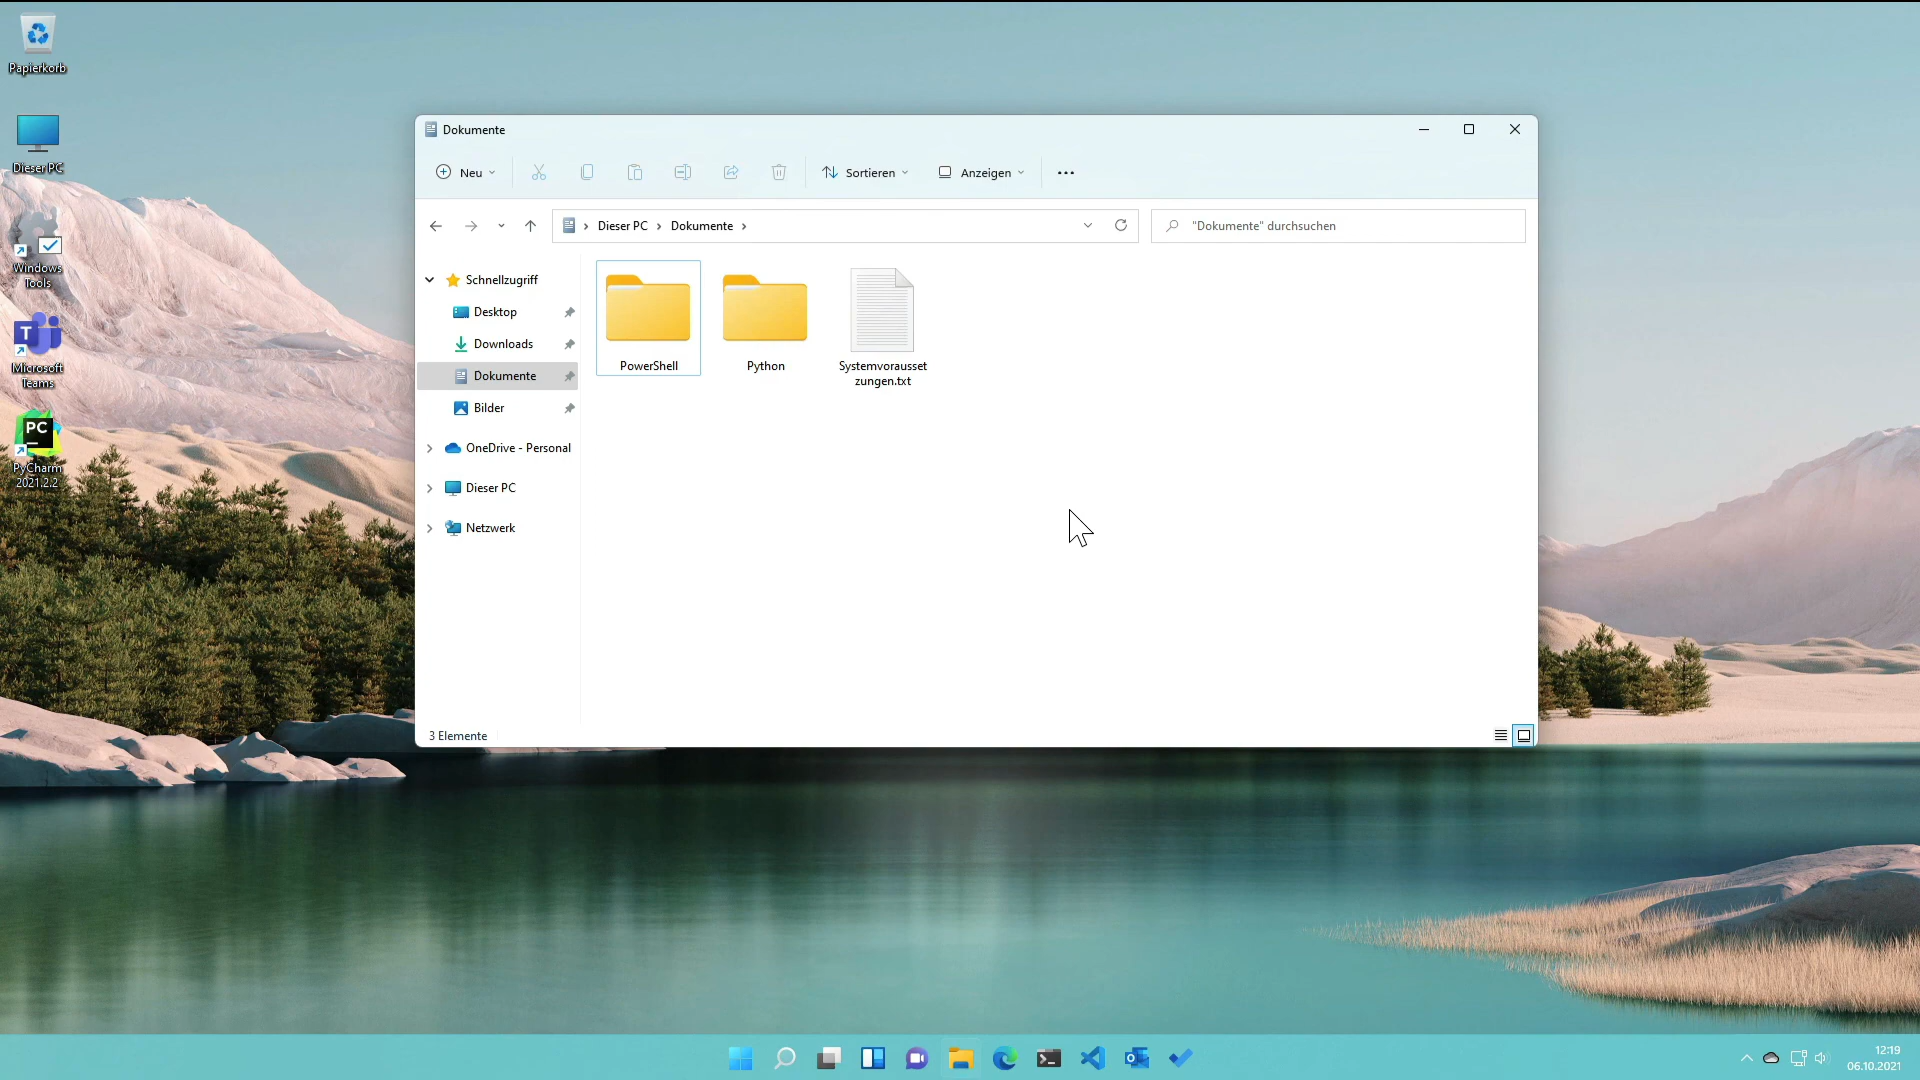 Papierkorb
Dieser PC
Windows
Tools
T
Microsoft
Teams
PC
PyCharm
2021.2.2
Dokumente
Neu
Sortieren
Anzeigen
Dieser PC
Dokumente
"Dokumente" durchsuchen
Schnellzugriff
Desktop
Downloads
Dokumente
Bilder
OneDrive - Personal
Dieser PC
Netzwerk
PowerShell
Python
Systemvorausset
zungen.txt
3 Elemente
12:19
06.10.2021